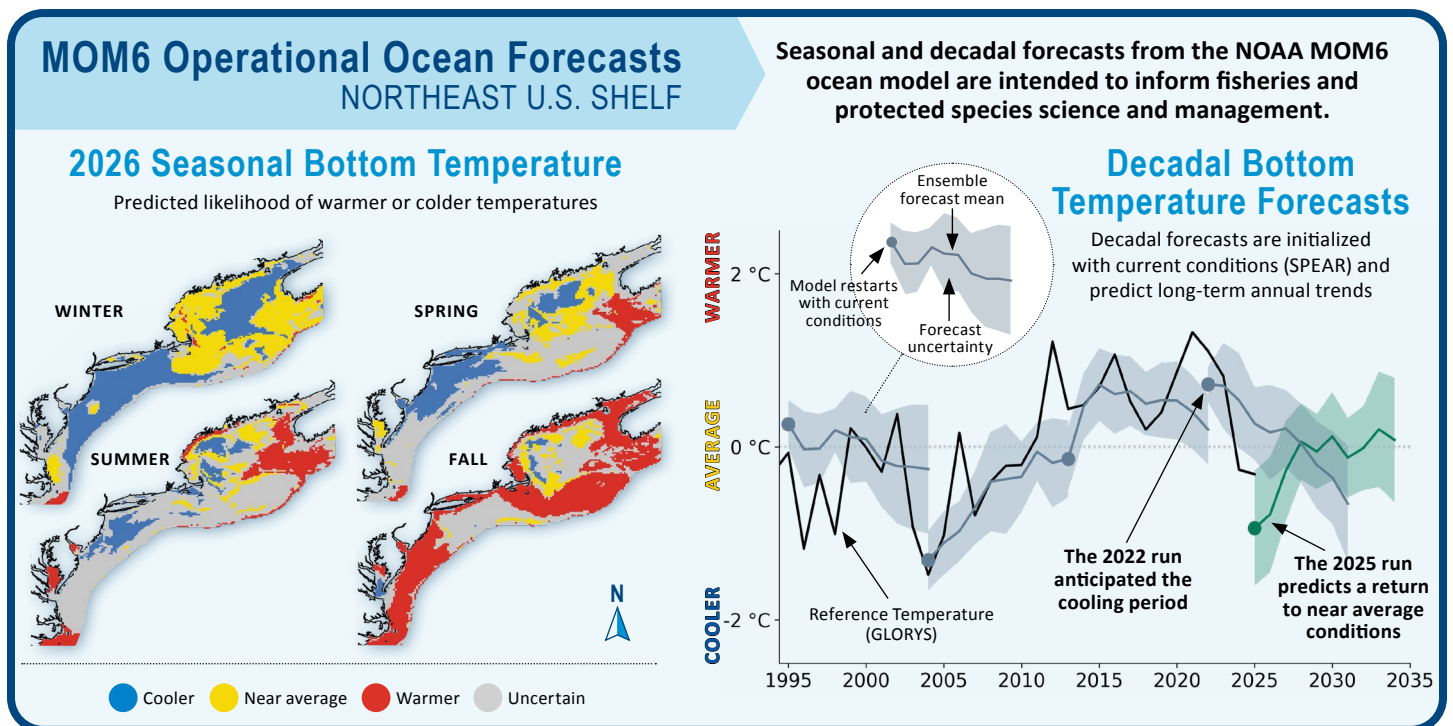 MOM6 Operational Ocean Forecasts
NORTHEAST U.S. SHELF
Seasonal and decadal forecasts from the NOAA MOM6
ocean model are intended to inform fisheries and
protected species science and management.
2026 Seasonal Bottom Temperature
Predicted likelihood of warmer or colder temperatures
WINTER
SPRING
SUMMER
FALL
N
Cooler
Near average
Warmer
Uncertain
Decadal Bottom
Temperature Forecasts
Decadal forecasts are initialized
with current conditions (SPEAR) and
predict long-term annual trends
Ensemble
forecast mean
Model restarts
with current
conditions
Forecast
uncertainty
WARMER
AVERAGE
COOLER
2 °C
0 °C
-2 °C
Reference Temperature
(GLORYS)
The 2022 run
anticipated the
cooling period
The 2025 run
predicts a return
to near average
conditions
1995 2000 2005 2010 2015 2020 2025 2030 2035